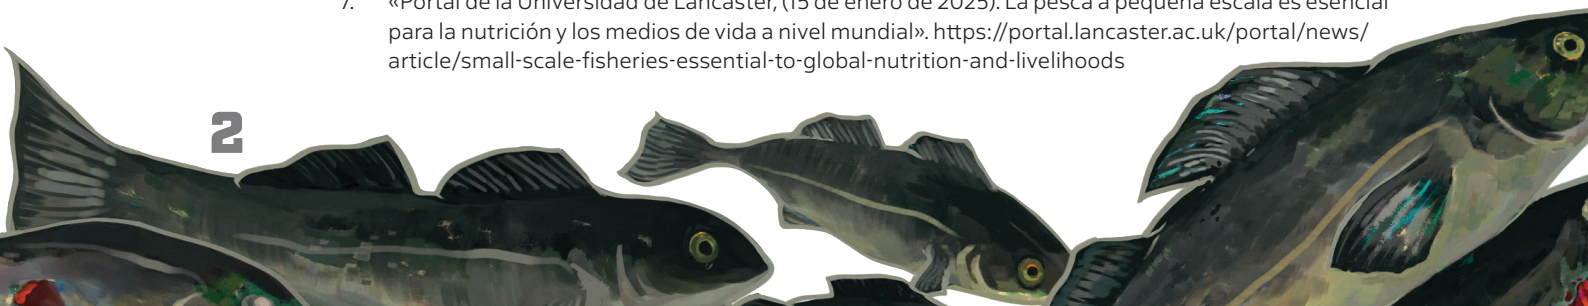 7. «Portal de la Universidad de Lancaster, (15 de enero de 2025). La pesca a pequeña escala es esencial
para la nutrición y los medios de vida a nivel mundial». https://portal.lancaster.ac.uk/portal/news/
article/small-scale-fisheries-essential-to-global-nutrition-and-livelihoods
2